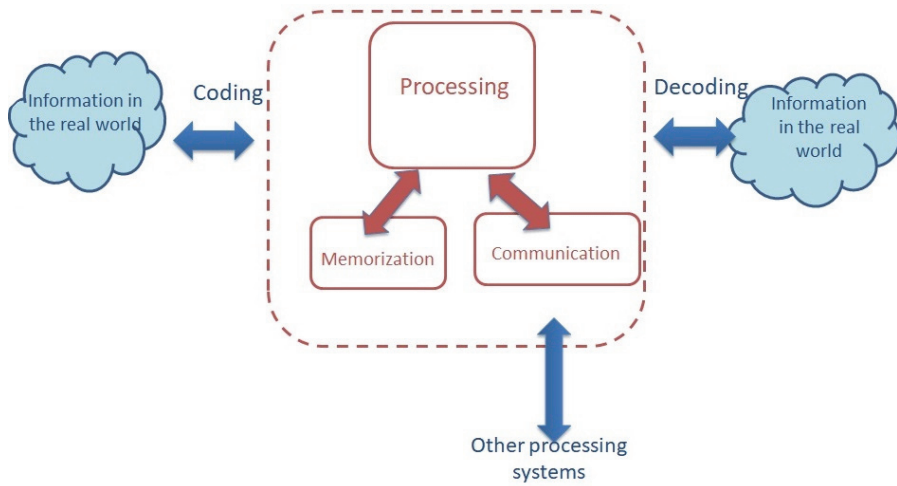 Processing
Coding
Decoding
Information in
the real world
Information
in the real
world
Memorization
Communication
Other processing
systems